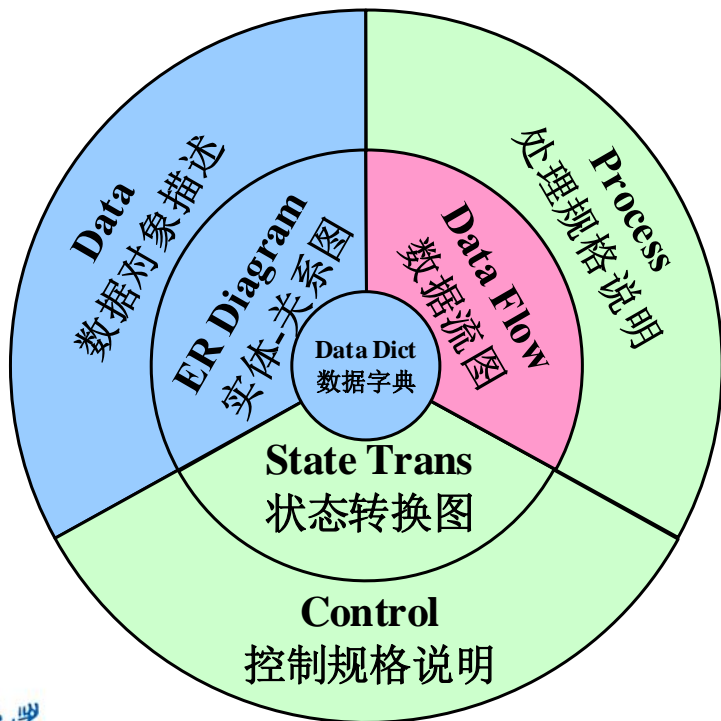 Data
数据对象描述
ER Diagram
实体-关系图
Process
处理规格说明
Data Flow
数据流图
Data Dict
数据字典
State Trans
状态转换图
Control
控制规格说明